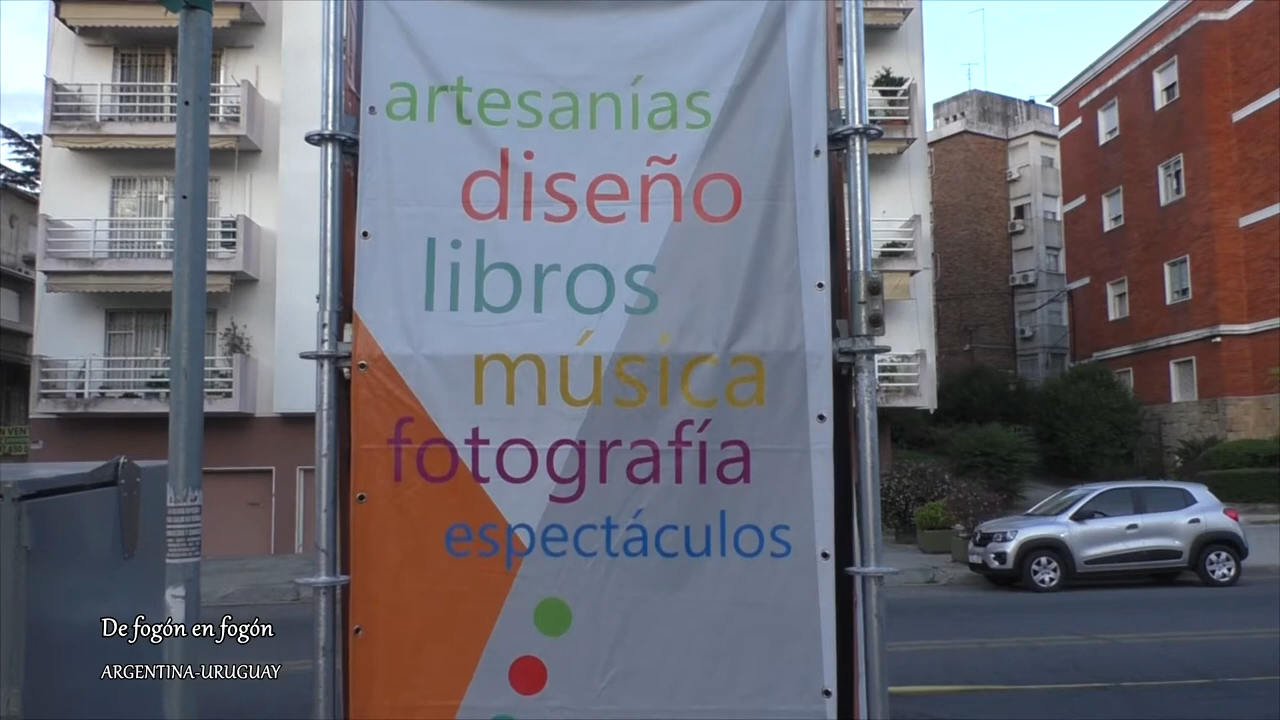 artesanías
diseño
libros
música
fotografía
espectáculos
De fogón en fogón
ARGENTINA-URUGUAY